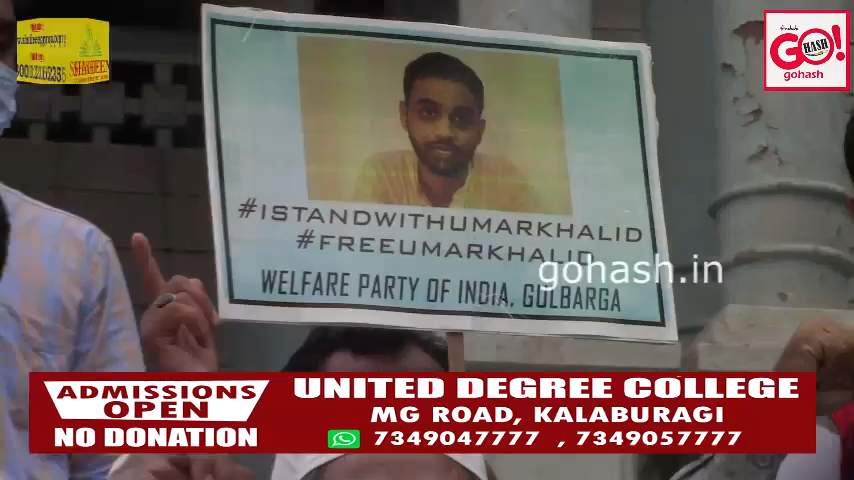 SHAHEEN
GO!
HASH
gohash
#ISTANDWITHUMARKHALID
#FREEUMARKHALID
gohash.in
WELFARE PARTY OF INDIA, GULBARGA
ADMISSIONS
OPEN
NO DONATION
UNITED DEGREE COLLEGE
MG ROAD, KALABURAGI
7349047777 , 7349057777